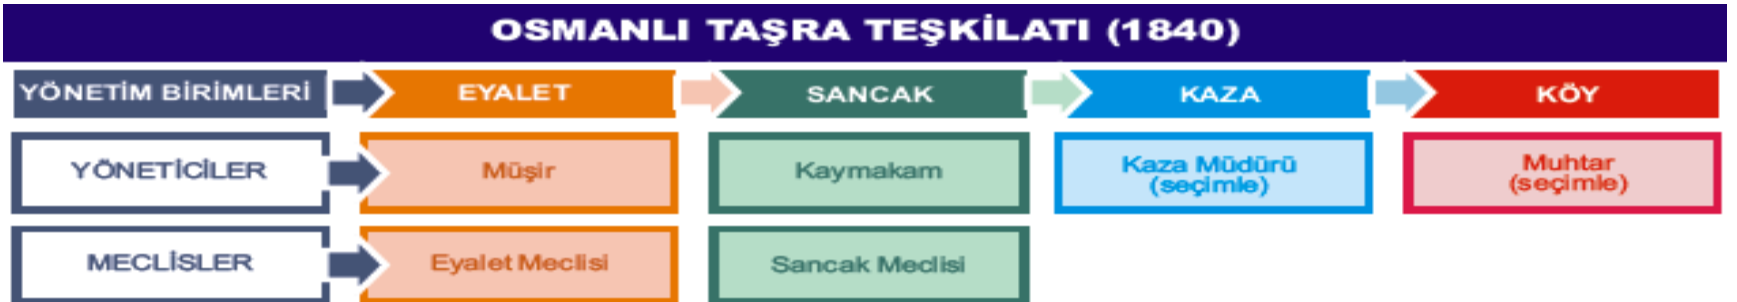 OSMANLI TAŞRA TEŞKİLATI (1840)
YÖNETİM BİRİMLERİ EYALET SANCAK KAZA KÖY
YÖNETİCİLER Müşir Kaymakam Kaza Müdürü (seçimle) Muhtar (seçimle)
MECLİSLER Eyalet Meclisi Sancak Meclisi